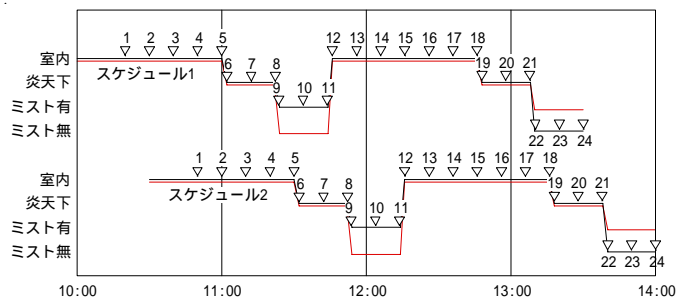 1 2 3 4 5 12 13 14 15 16 17 18
室内
スケジュール1
炎天下
6 7 8 19 20 21
ミスト有
9 10 11
ミスト無
22 23 24
1 2 3 4 5 12 13 14 15 16 17 18
室内
スケジュール2
炎天下
6 7 8 19 20 21
ミスト有
9 10 11
ミスト無
22 23 24
10:00 11:00 12:00 13:00 14:00